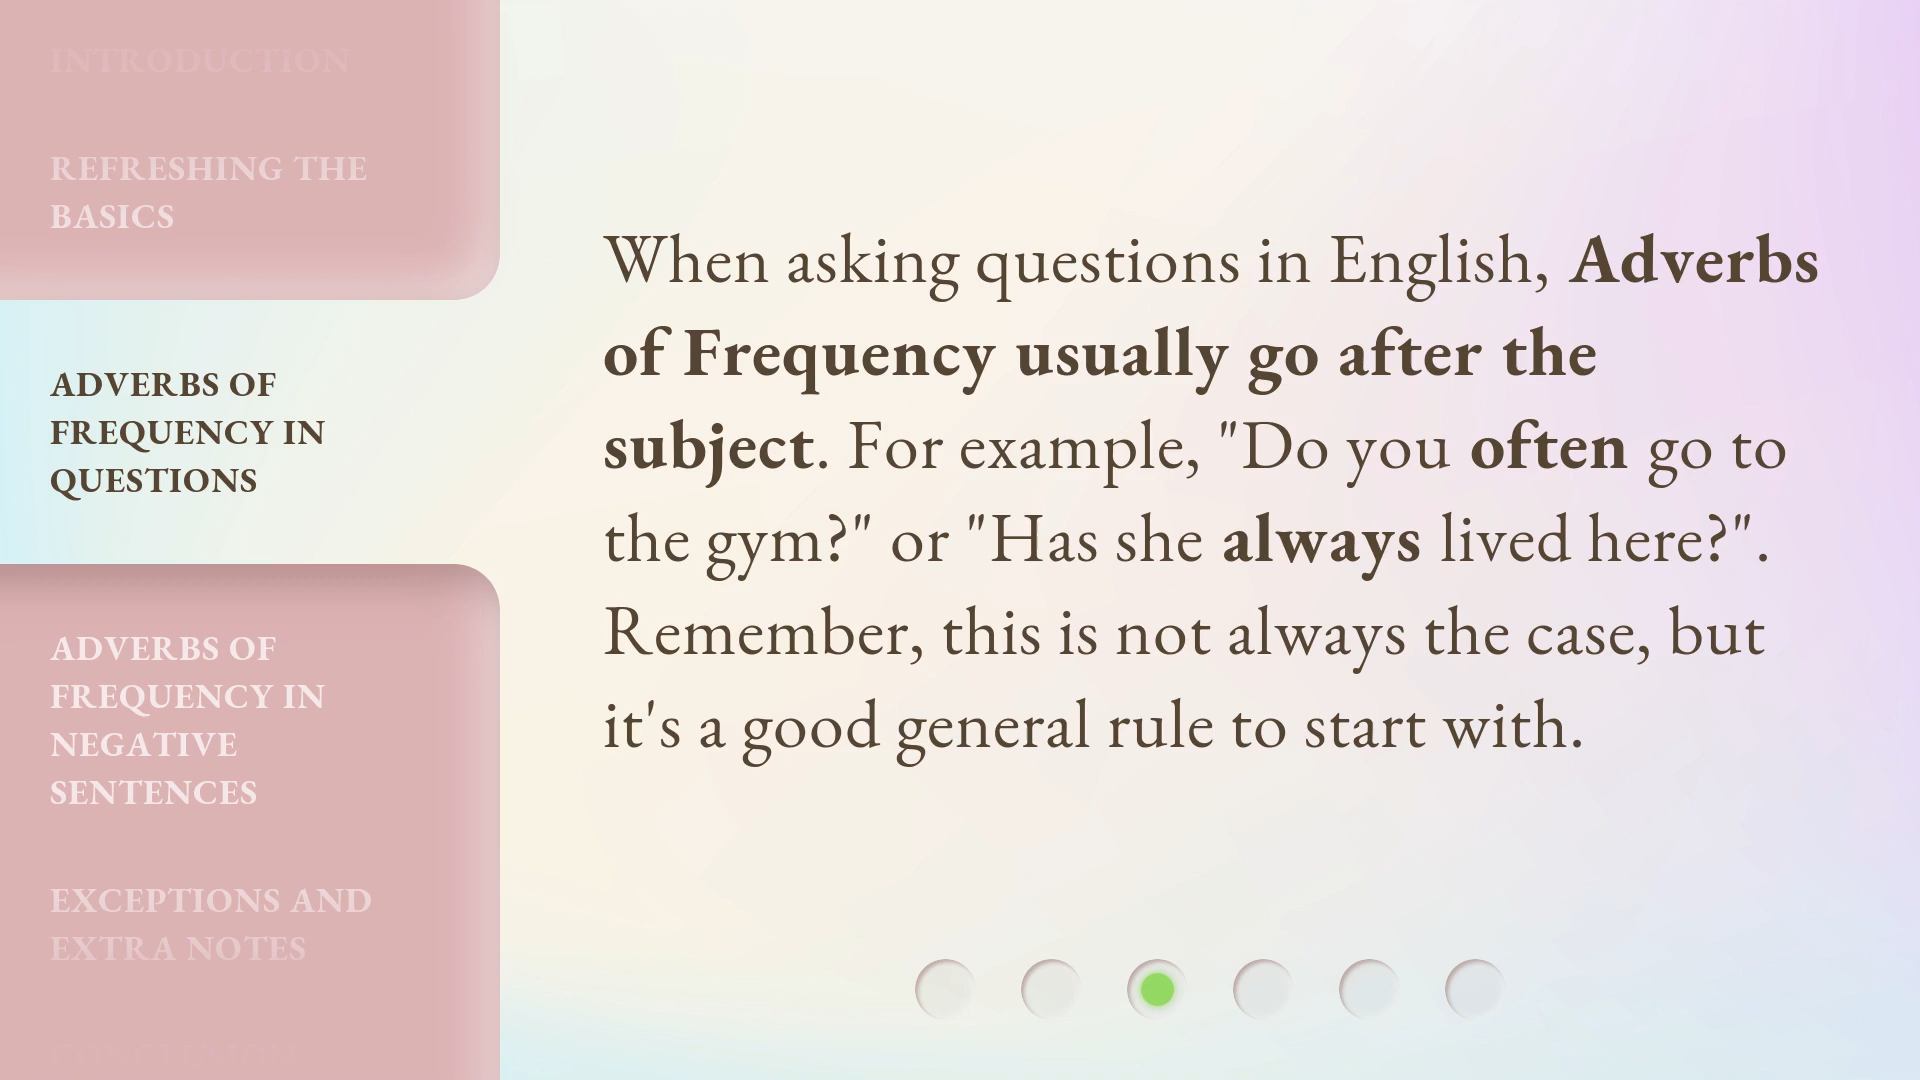 INTRODUCTION
REFRESHING THE
BASICS
ADVERBS OF
FREQUENCY IN
QUESTIONS
ADVERBS OF
FREQUENCY IN
NEGATIVE
SENTENCES
EXCEPTIONS AND
EXTRA NOTES
CONCLUSION
When asking questions in English, Adverbs
of Frequency usually go after the
subject. For example, "Do you often go to
the gym?" or "Has she always lived here?".
Remember, this is not always the case, but
it's a good general rule to start with.